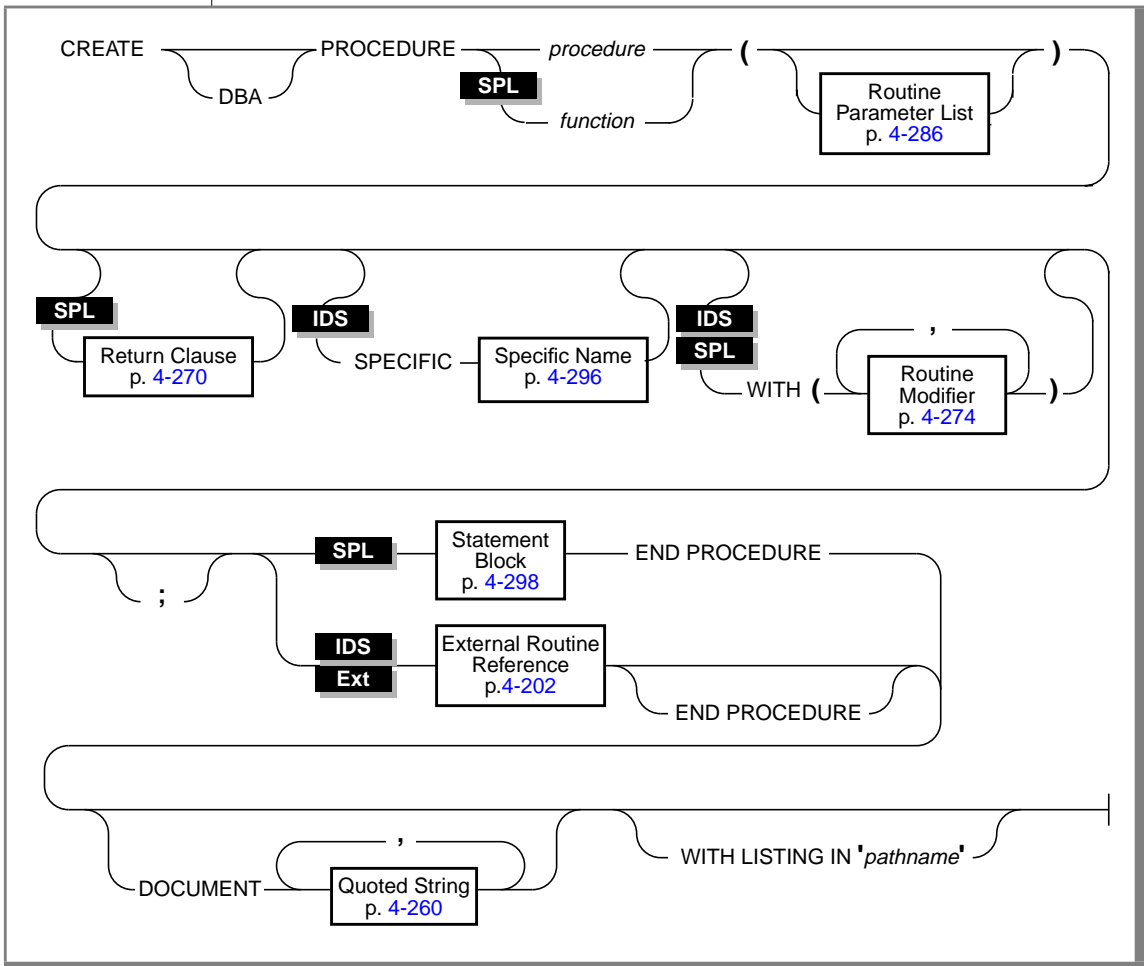 CREATE DBA PROCEDURE procedure ( Routine Parameter List p. 4-286 )
SPL function
SPL
Return Clause
p. 4-270
IDS
SPECIFIC
Specific Name
p. 4-296
IDS
SPL
WITH (
,
Routine
Modifier
p. 4-274
)
;
SPL
Statement
Block
p. 4-298
END PROCEDURE
IDS
Ext
External Routine
Reference
p.4-202
END PROCEDURE
DOCUMENT
,
Quoted String
p. 4-260
WITH LISTING IN 'pathname'